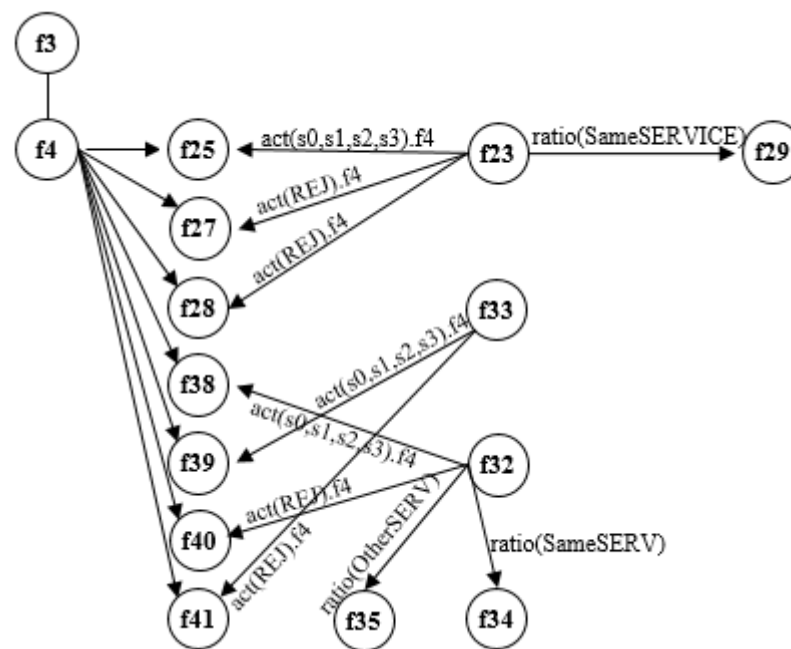 f3
f4
f25
act(s0,s1,s2,s3).f4
f23
ratio(SameSERVICE)
f29
act(REJ).f4
f27
act(REJ).f4
f28
f33
act(s0,s1,s2,s3).f4
f38
act(s0,s1,s2,s3).f4
f39
f32
act(REJ).f4
f40
ratio(SameSERV)
act(REJ).f4
ratio(OtherSERV)
f41
f35
f34